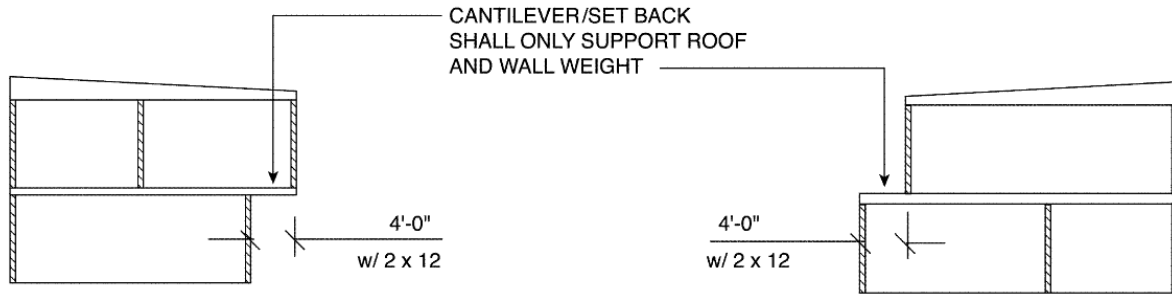 CANTILEVER/SET BACK
SHALL ONLY SUPPORT ROOF
AND WALL WEIGHT
4'-0"
w/ 2 x 12
4'-0"
w/ 2 x 12